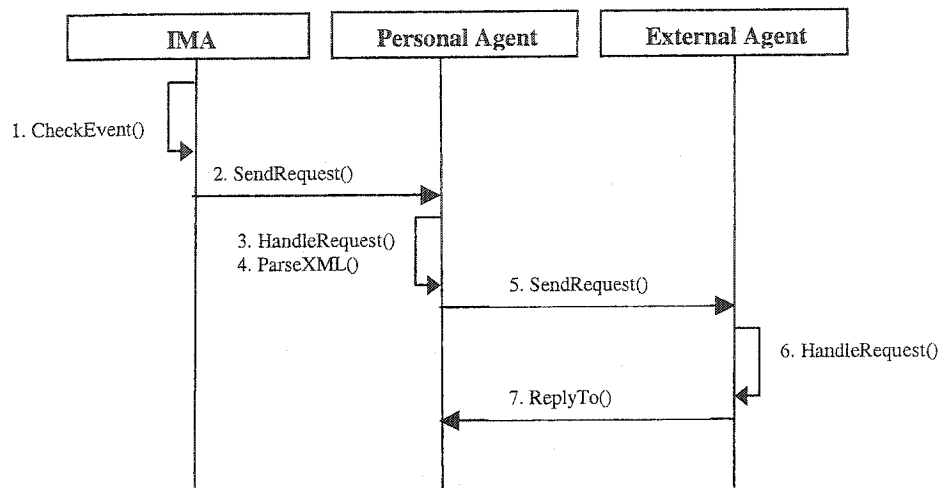 IMA
Personal Agent
External Agent
1. CheckEvent()
2. SendRequest()
3. HandleRequest()
4. ParseXML()
5. SendRequest()
6. HandleRequest()
7. ReplyTo()